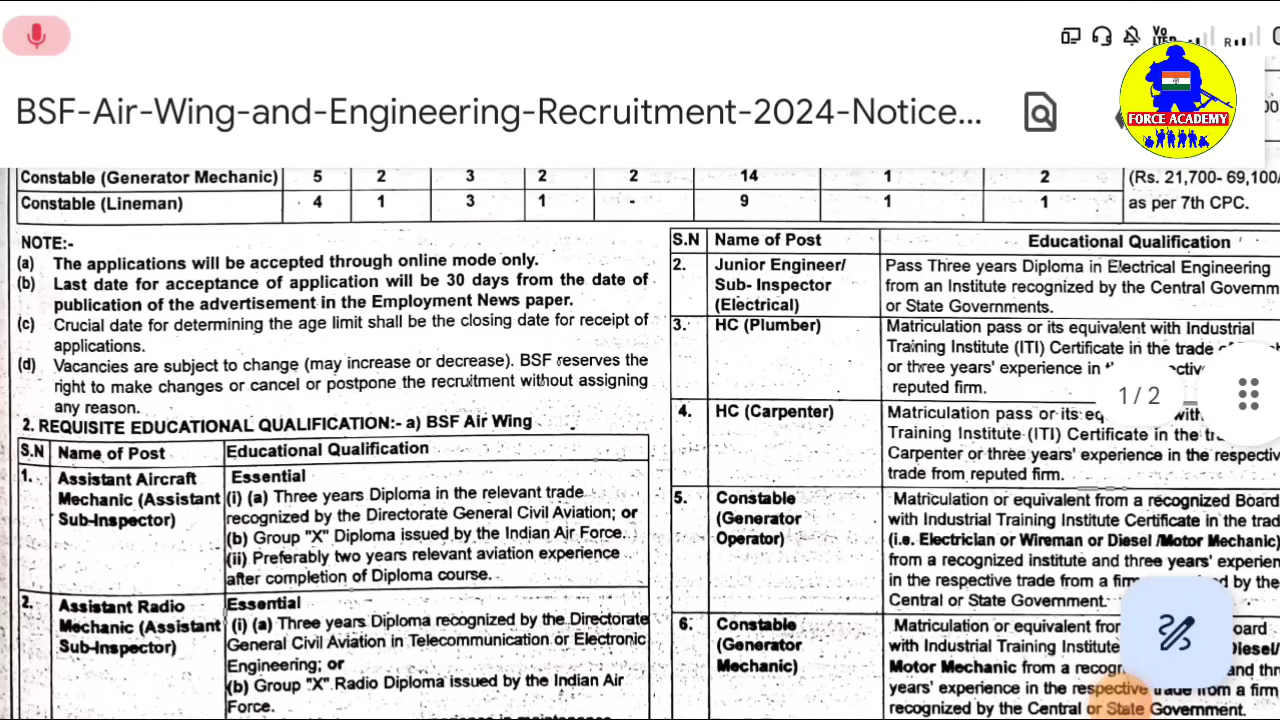 Vo
LTE
R
BSF-Air-Wing-and-Engineering-Recruitment-2024-Notice...
FORCE ACADEMY
Constable (Generator Mechanic) 5 2 3 2 2 14 1 2 (Rs. 21,700- 69,100/
Constable (Lineman) 4 1 3 1 - 9 1 1 as per 7th CPC.
NOTE:-
(a) The applications will be accepted through online mode only.
(b) Last date for acceptance of application will be 30 days from the date of
publication of the advertisement in the Employment News paper.
(c) Crucial date for determining the age limit shall be the closing date for receipt of
applications.
(d) Vacancies are subject to change (may increase or decrease). BSF reserves the
right to make changes or cancel or postpone the recruitment without assigning
any reason.
2. REQUISITE EDUCATIONAL QUALIFICATION:- a) BSF Air Wing
S.N Name of Post Educational Qualification
1. Assistant Aircraft Essential
Mechanic (Assistant (i) (a) Three years Diploma in the relevant trade
Sub-Inspector) recognized by the Directorate General Civil Aviation; or
(b) Group "X" Diploma issued by the Indian Air Force.
(ii) Preferably two years relevant aviation experience
after completion of Diploma course.
2. Assistant Radio Essential
Mechanic (Assistant (i) (a) Three years Diploma recognized by the Directorate
Sub-Inspector) General Civil Aviation in Telecommunication or Electronic
Engineering; or
(b) Group "X" Radio Diploma issued by the Indian Air
Force.
S.N Name of Post Educational Qualification
2. Junior Engineer/ Pass Three years Diploma in Electrical Engineering
Sub- Inspector from an Institute recognized by the Central Governm
(Electrical) or State Governments.
3. HC (Plumber) Matriculation pass or its equivalent with Industrial
Training Institute (ITI) Certificate in the trade
or three years' experience in
reputed firm.
1 / 2
4. HC (Carpenter) Matriculation pass or its eq with
Training Institute (ITI) Certificate in the
Carpenter or three years' experience in the respectiv
trade from reputed firm.
5. Constable Matriculation or equivalent from a recognized Board
(Generator with Industrial Training Institute Certificate in the trad
Operator) (i.e. Electrician or Wireman or Diesel /Motor Mechanic)
from a recognized institute and three years' experien
in the respective trade from a firm by the
Central or State Government.
6. Constable Matriculation or equivalent from oard
(Generator with Industrial Training Institute Diesel/
Mechanic) Motor Mechanic from a recogn and thr
years' experience in the respective trade from a firm
recognized by the Central or State Government.